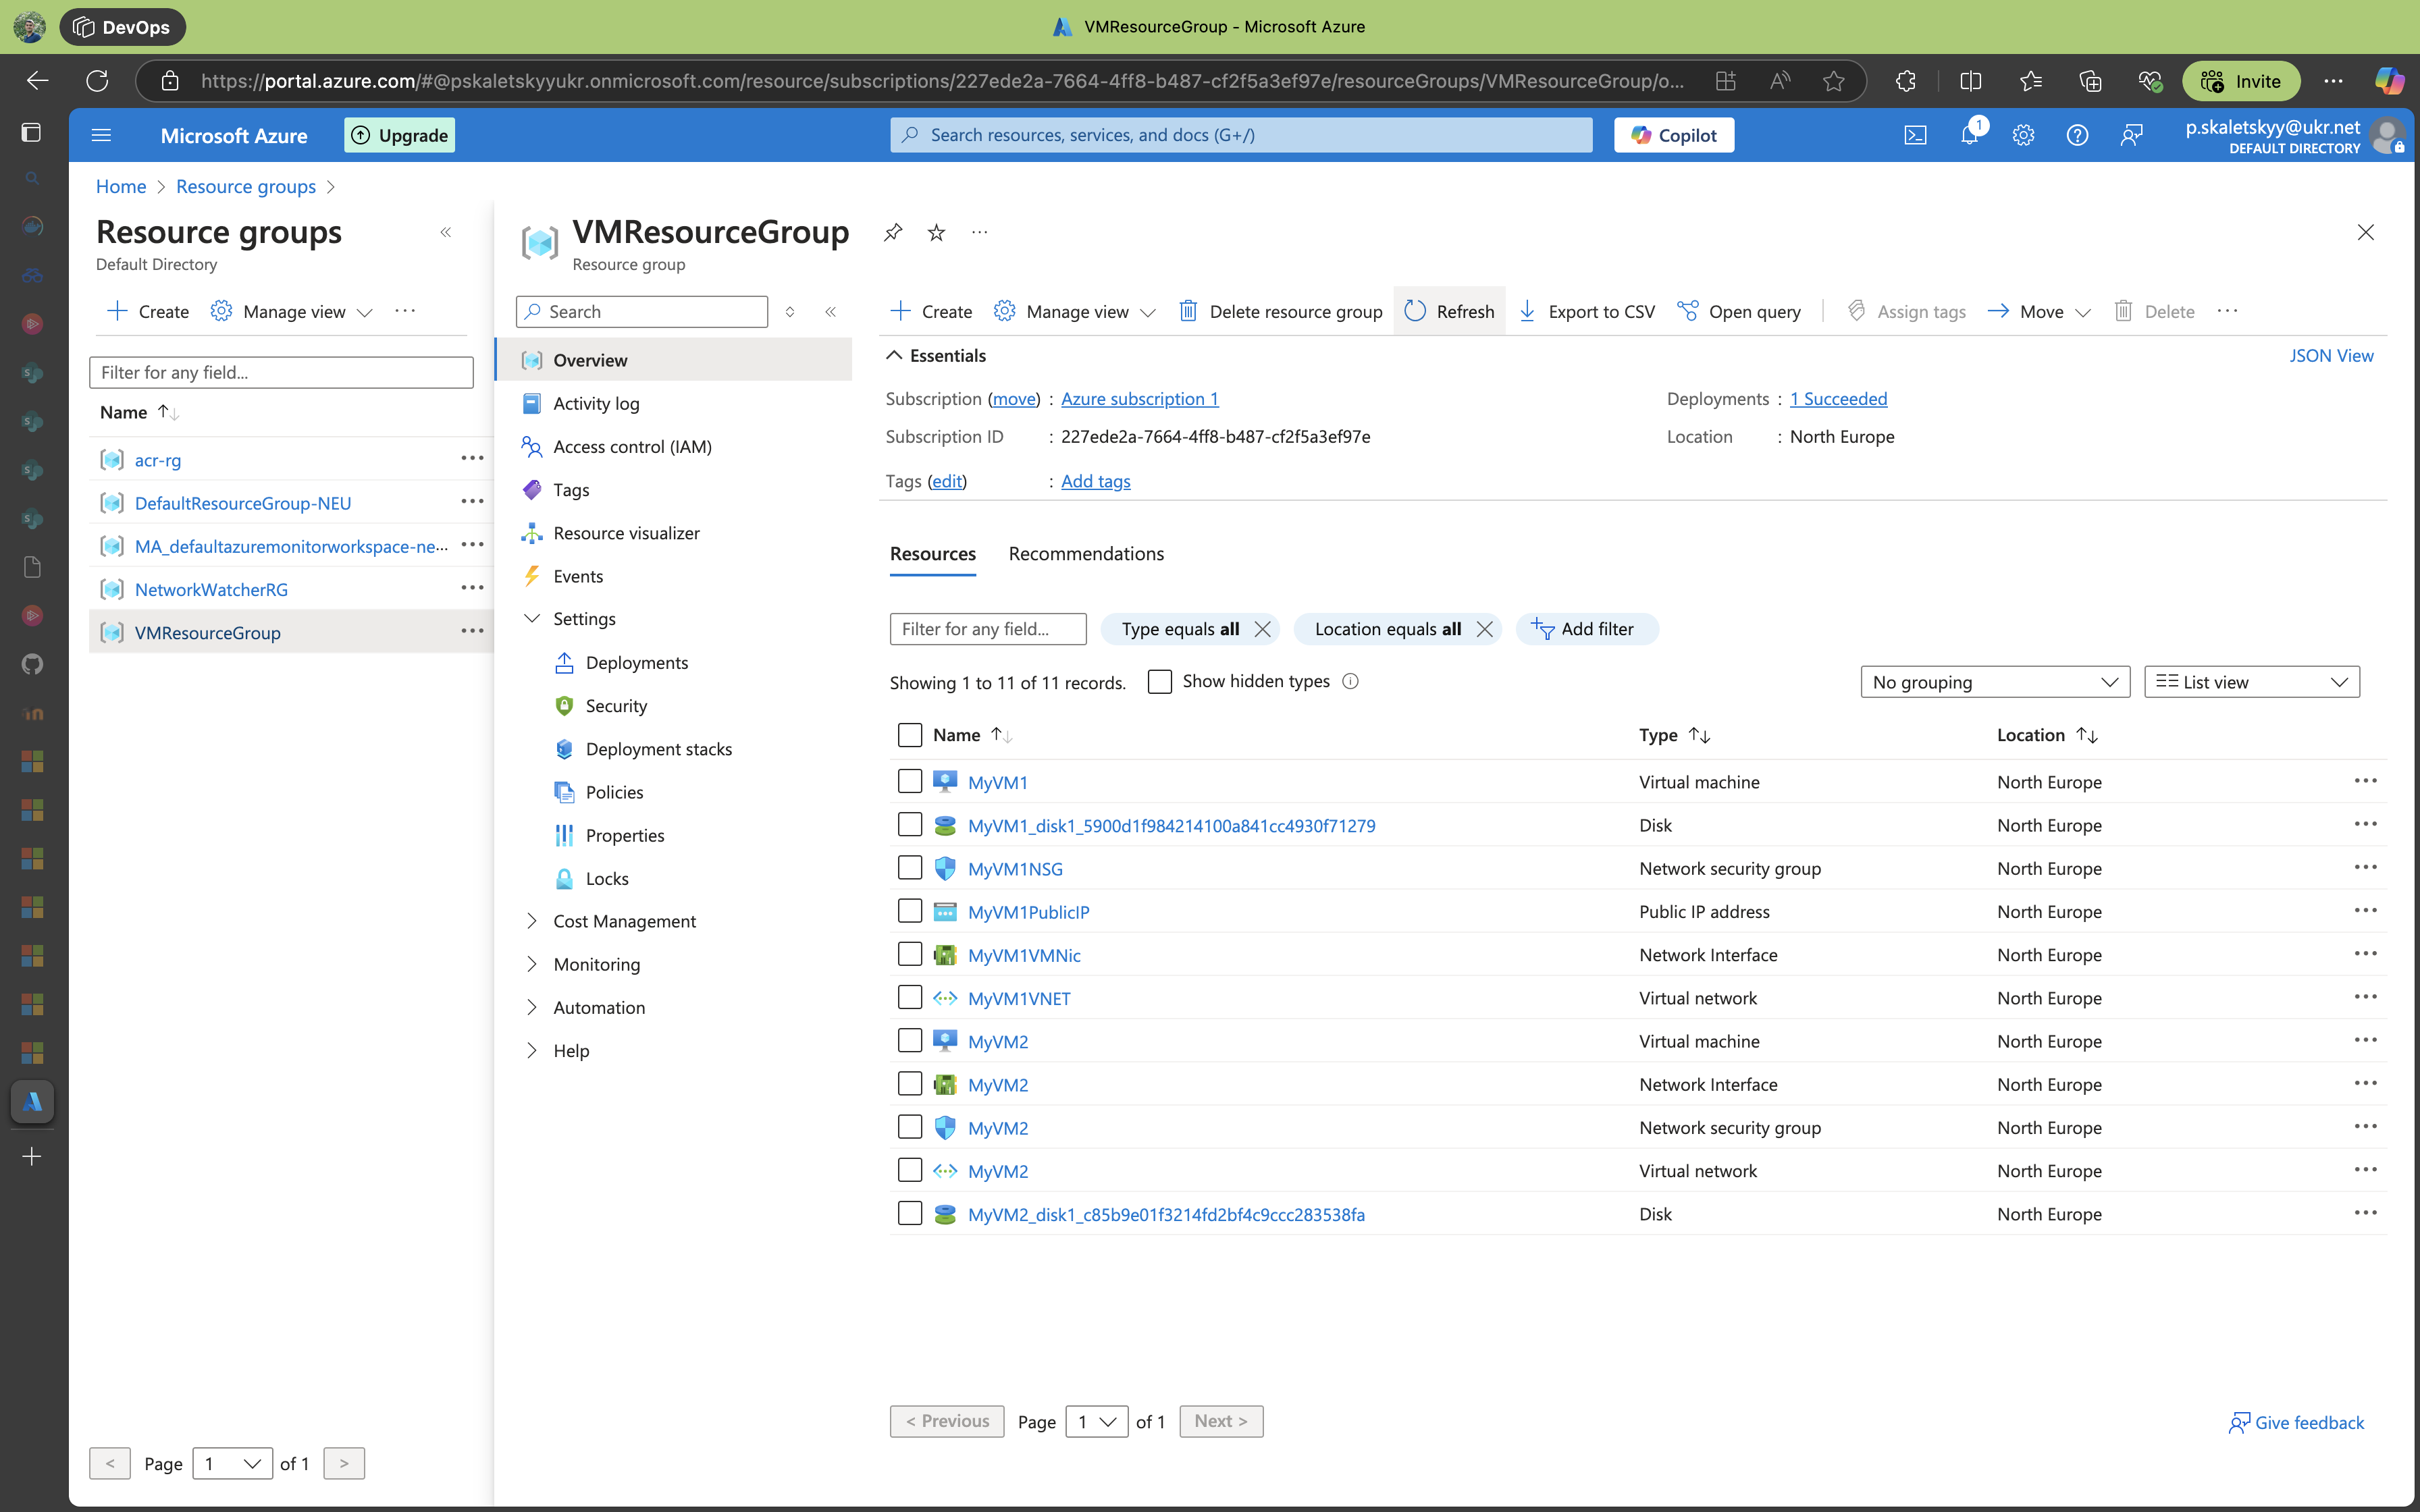 DevOps
VMResourceGroup - Microsoft Azure
https://portal.azure.com/#@pskaletskyyukr.onmicrosoft.com/resource/subscriptions/227ede2a-7664-4ff8-b487-cf2f5a3ef97e/resourceGroups/VMResourceGroup/o...
Invite
Microsoft Azure
Upgrade
Search resources, services, and docs (G+/)
Copilot
1
p.skaletskyy@ukr.net
DEFAULT DIRECTORY
Home > Resource groups >
Resource groups
Default Directory
Create
Manage view
Filter for any field...
Name
acr-rg
DefaultResourceGroup-NEU
MA_defaultazuremonitorworkspace-ne...
NetworkWatcherRG
VMResourceGroup
< Page 1 of 1 >
VMResourceGroup
Resource group
Search
Overview
Activity log
Access control (IAM)
Tags
Resource visualizer
Events
Settings
Deployments
Security
Deployment stacks
Policies
Properties
Locks
Cost Management
Monitoring
Automation
Help
Create
Manage view
Delete resource group
Refresh
Export to CSV
Open query
Assign tags
Move
Delete
Essentials
JSON View
Subscription (move) : Azure subscription 1
Deployments : 1 Succeeded
Subscription ID : 227ede2a-7664-4ff8-b487-cf2f5a3ef97e
Location : North Europe
Tags (edit) : Add tags
Resources
Recommendations
Filter for any field...
Type equals all
Location equals all
Add filter
Showing 1 to 11 of 11 records.
Show hidden types
No grouping
List view
Name Type Location
MyVM1 Virtual machine North Europe
MyVM1_disk1_5900d1f984214100a841cc4930f71279 Disk North Europe
MyVM1NSG Network security group North Europe
MyVM1PublicIP Public IP address North Europe
MyVM1VMNic Network Interface North Europe
MyVM1VNET Virtual network North Europe
MyVM2 Virtual machine North Europe
MyVM2 Network Interface North Europe
MyVM2 Network security group North Europe
MyVM2 Virtual network North Europe
MyVM2_disk1_c85b9e01f3214fd2bf4c9ccc283538fa Disk North Europe
< Previous Page 1 of 1 Next >
Give feedback